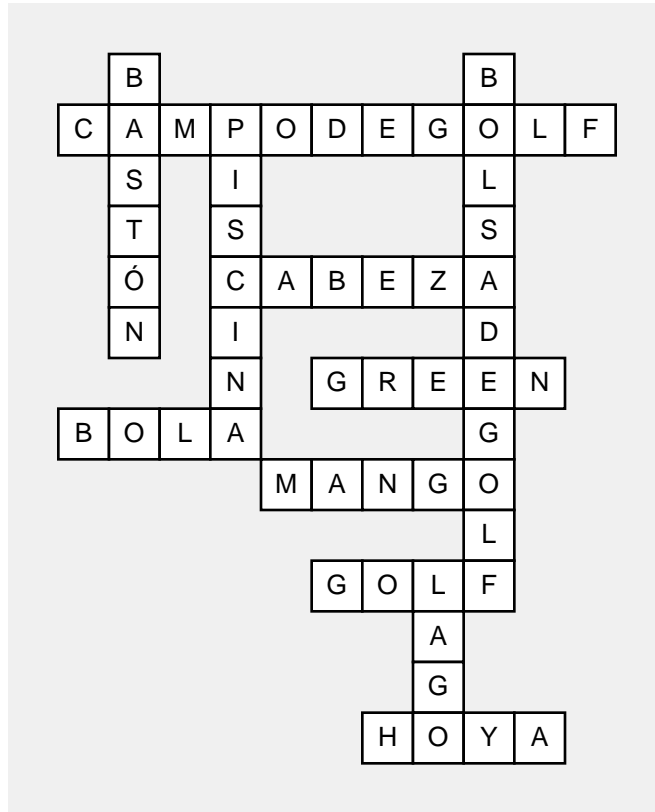 B B
C A M P O D E G O L F
S I L
T S S
Ó C A B E Z A
N I D
N G R E E N
B O L A G
M A N G O
L
G O L F
A
G
H O Y A